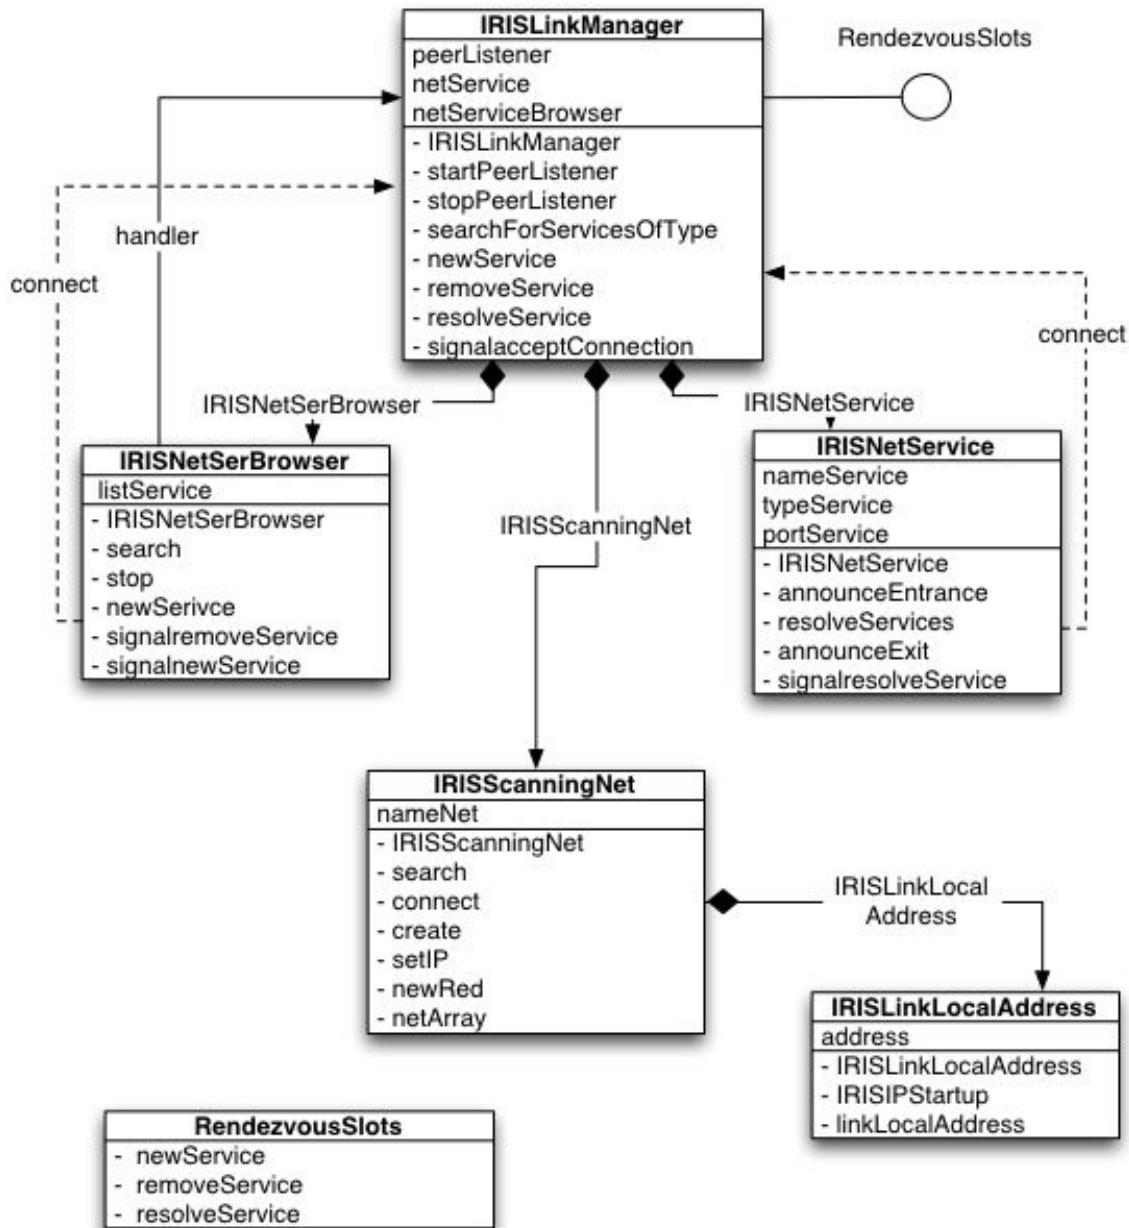 IRISLinkManager
peerListener
netService
netServiceBrowser
- IRISLinkManager
- startPeerListener
- stopPeerListener
- searchForServicesOfType
- newService
- removeService
- resolveService
- signalacceptConnection
RendezvousSlots
handler
connect
connect
IRISNetSerBrowser
IRISNetService
IRISNetSerBrowser
listService
- IRISNetSerBrowser
- search
- stop
- newSerivce
- signalremoveService
- signalnewService
IRISScanningNet
IRISNetService
nameService
typeService
portService
- IRISNetService
- announceEntrance
- resolveServices
- announceExit
- signalresolveService
IRISScanningNet
nameNet
- IRISScanningNet
- search
- connect
- create
- setIP
- newRed
- netArray
IRISLinkLocal
Address
IRISLinkLocalAddress
address
- IRISLinkLocalAddress
- IRISIPStartup
- linkLocalAddress
RendezvousSlots
- newService
- removeService
- resolveService